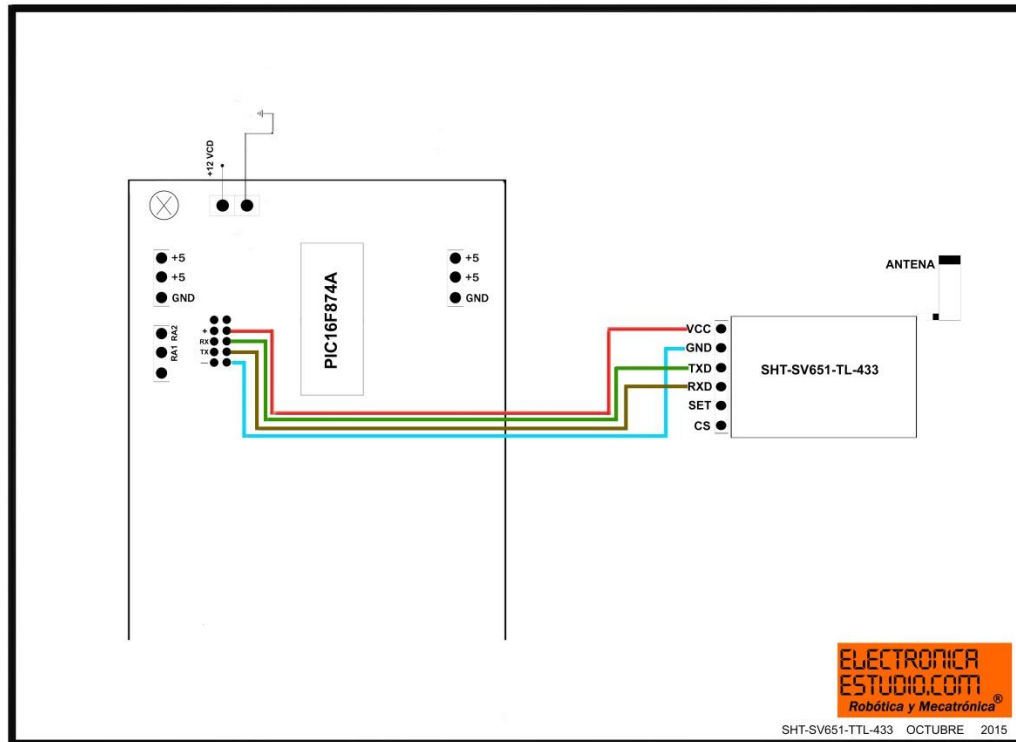 +12 VCD
+5
+5
GND
RA2
RA1
+
RX
TX
—
PIC16F874A
+5
+5
GND
ANTENA
VCC
GND
TXD
RXD
SET
CS
SHT-SV651-TL-433
ELECTRONICA
ESTUDIO.COM
Robótica y Mecatrónica®
SHT-SV651-TTL-433 OCTUBRE 2015